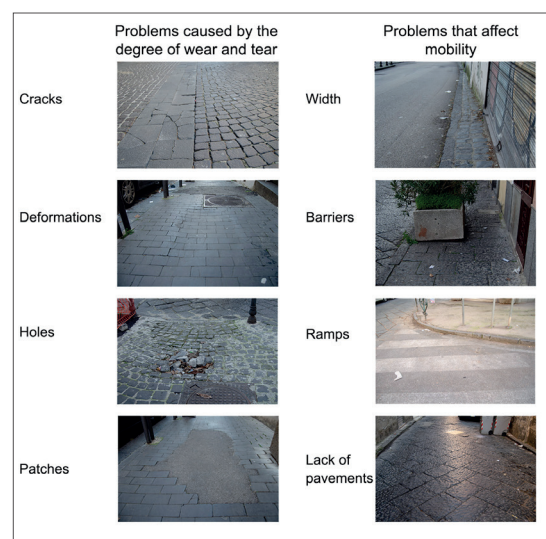 Problems caused by the
degree of wear and tear
Cracks
Deformations
Holes
Patches
Problems that affect
mobility
Width
Barriers
Ramps
Lack of
pavements